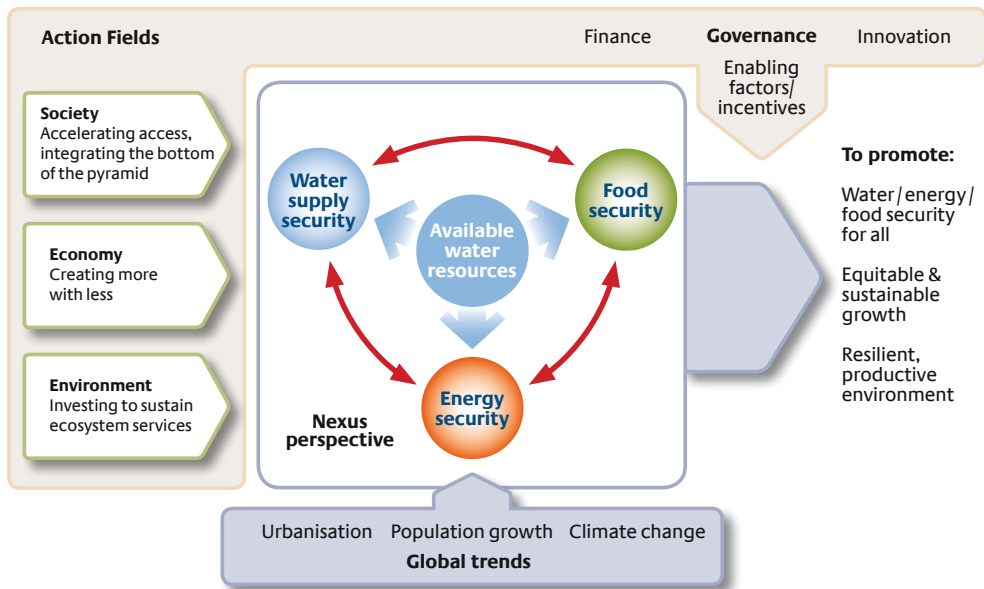 Action Fields
Finance
Governance
Innovation
Enabling
factors/
incentives
Society
Accelerating access,
integrating the bottom
of the pyramid
Economy
Creating more
with less
Environment
Investing to sustain
ecosystem services
Water
supply
security
Food
security
Available
water
resources
Energy
security
Nexus
perspective
To promote:
Water/energy/
food security
for all
Equitable &
sustainable
growth
Resilient,
productive
environment
Urbanisation
Population growth
Climate change
Global trends